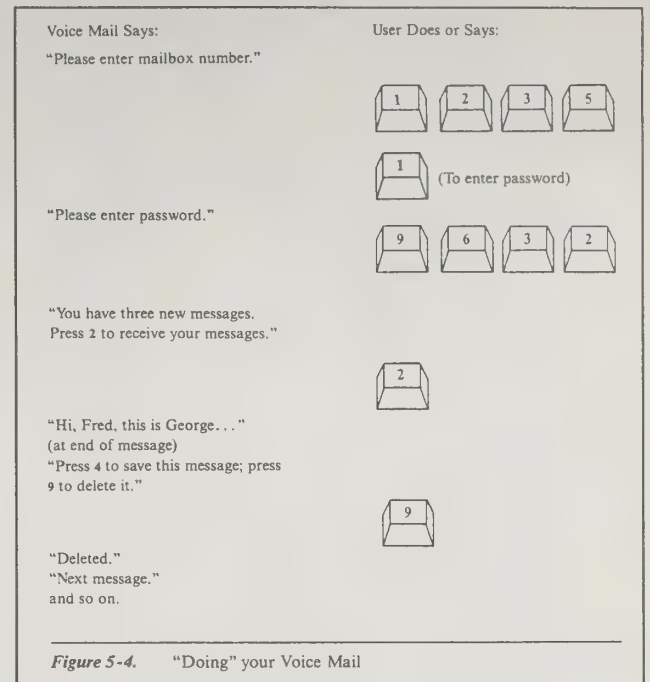 Voice Mail Says: User Does or Says:
“Please enter mailbox number.”
1 2 3 5
1 (To enter password)
“Please enter password.”
9 6 3 2
“You have three new messages.
Press 2 to receive your messages.”
2
“Hi, Fred, this is George. . .”
(at end of message)
“Press 4 to save this message; press
9 to delete it.”
9
“Deleted.”
“Next message.”
and so on.
Figure 5-4. “Doing” your Voice Mail